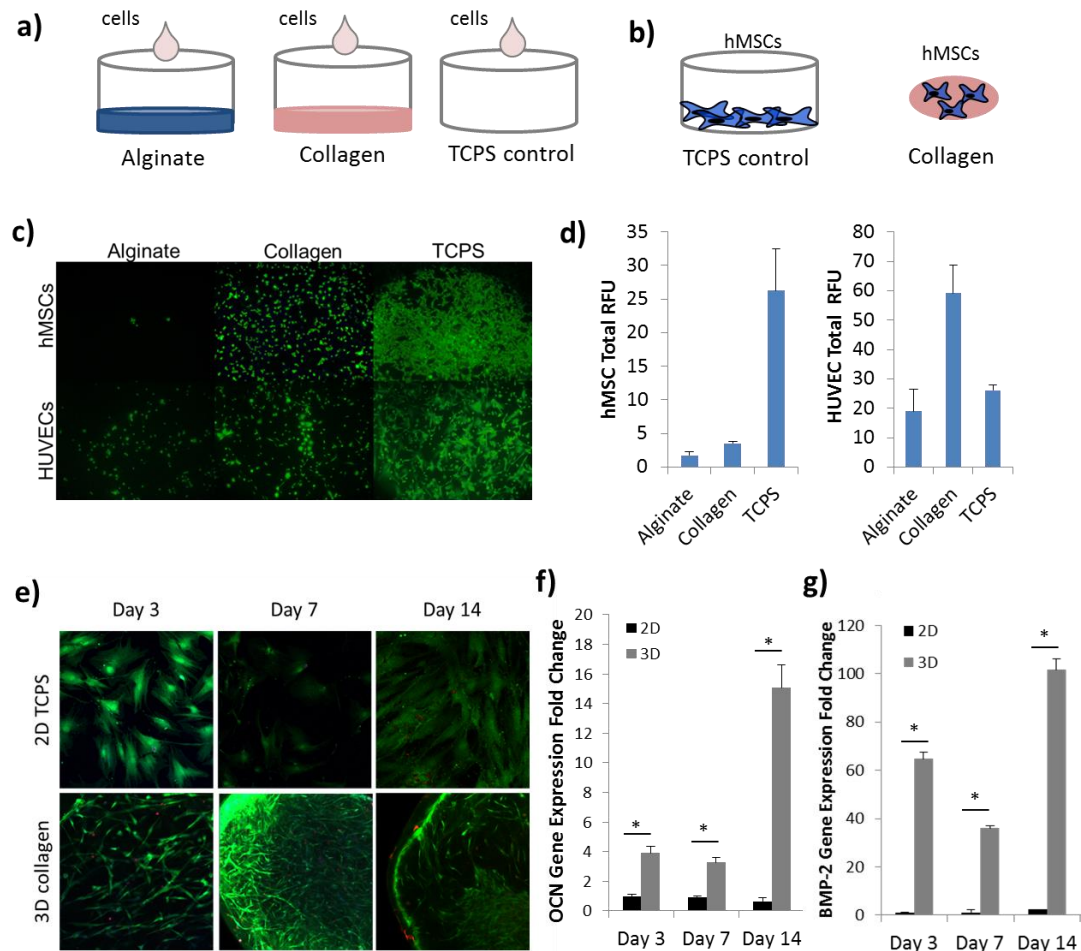 a)
cells
cells
cells
Alginate
Collagen
TCPS control
b)
hMSCs
hMSCs
TCPS control
Collagen
c)
Alginate
Collagen
TCPS
hMSCs
HUVECs
d)
hMSC Total RFU
35
30
25
20
15
10
5
0
Alginate
Collagen
TCPS
HUVEC Total RFU
80
70
60
50
40
30
20
10
0
Alginate
Collagen
TCPS
e)
Day 3
Day 7
Day 14
2D TCPS
3D collagen
f)
OCN Gene Expression Fold Change
20
18
16
14
12
10
8
6
4
2
0
2D
3D
*
*
*
Day 3
Day 7
Day 14
g)
BMP-2 Gene Expression Fold Change
120
100
80
60
40
20
0
2D
3D
*
*
*
Day 3
Day 7
Day 14